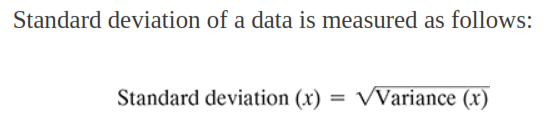 Standard deviation of a data is measured as follows:
Standard deviation (x) = √Variance (x)